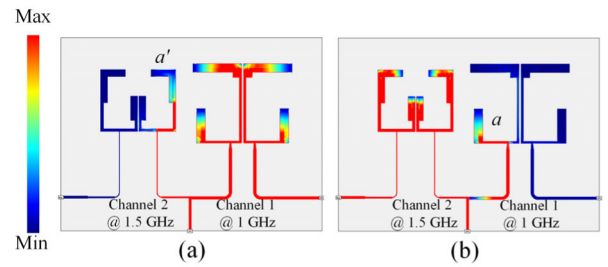 Max
Min
a'
Channel 2
@ 1.5 GHz
Channel 1
@ 1 GHz
(a)
a
Channel 2
@ 1.5 GHz
Channel 1
@ 1 GHz
(b)